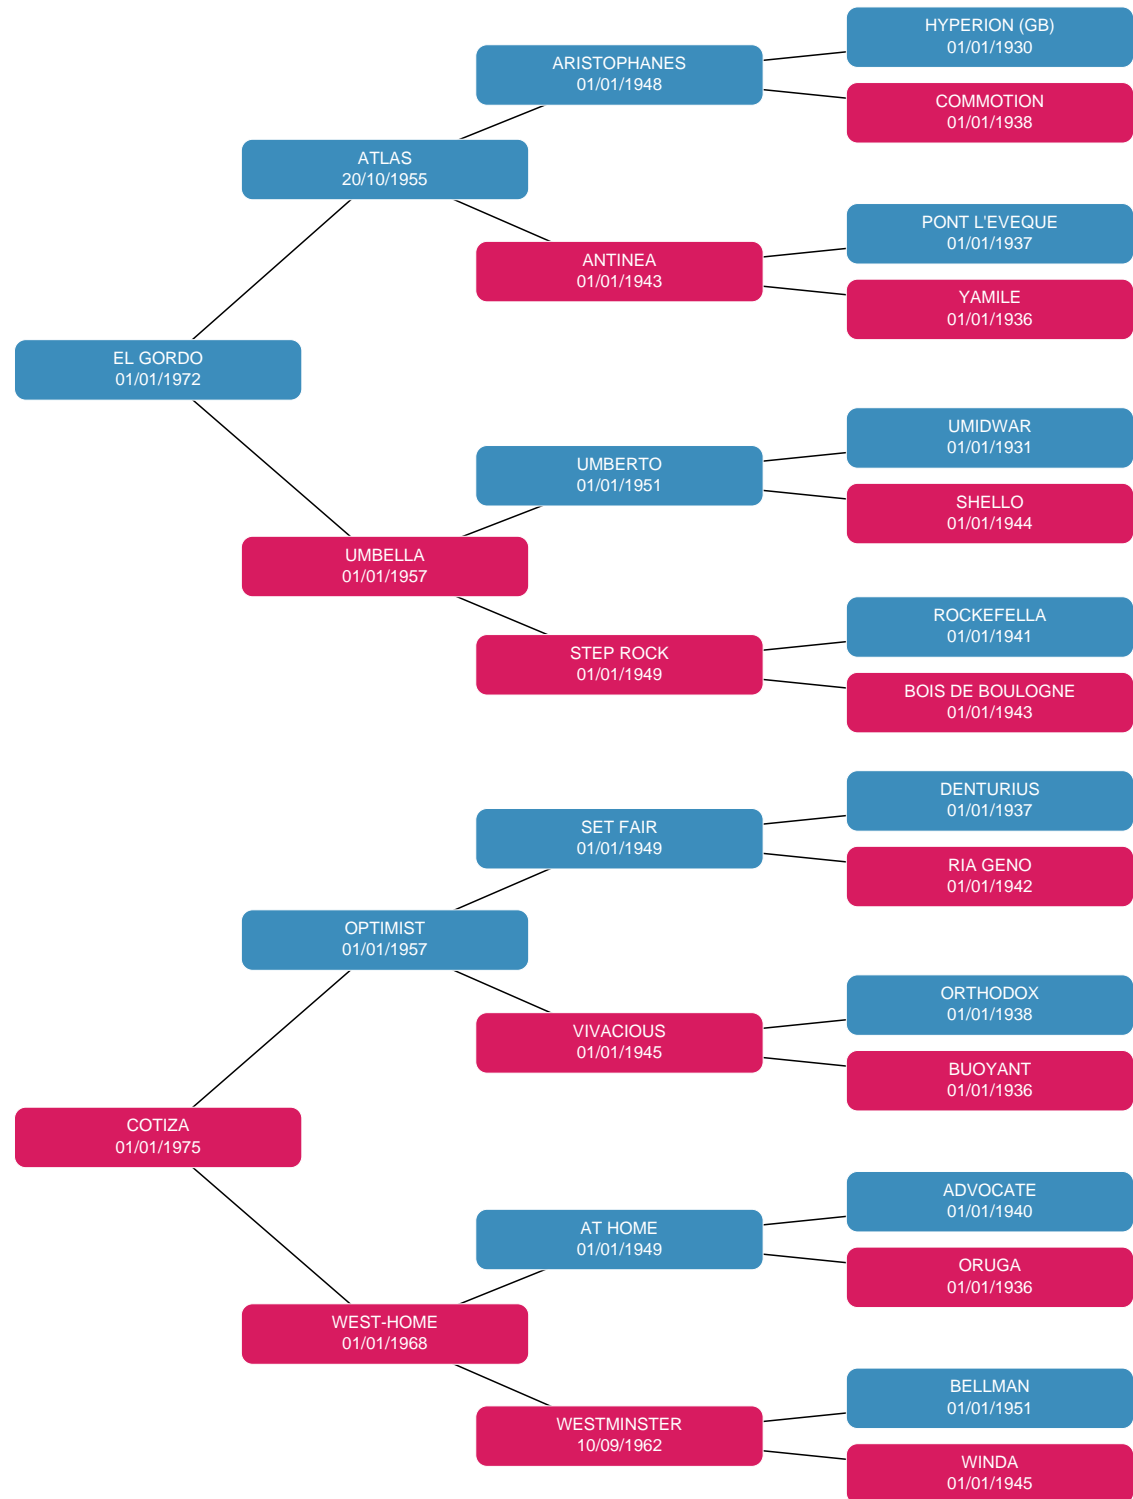 HYPERION (GB)
01/01/1930
ARISTOPHANES
01/01/1948
COMMOTION
01/01/1938
ATLAS
20/10/1955
PONT L'EVEQUE
01/01/1937
ANTINEA
01/01/1943
YAMILE
01/01/1936
EL GORDO
01/01/1972
UMIDWAR
01/01/1931
UMBERTO
01/01/1951
SHELLO
01/01/1944
UMBELLA
01/01/1957
ROCKEFELLA
01/01/1941
STEP ROCK
01/01/1949
BOIS DE BOULOGNE
01/01/1943
DENTURIUS
01/01/1937
SET FAIR
01/01/1949
RIA GENO
01/01/1942
OPTIMIST
01/01/1957
ORTHODOX
01/01/1938
VIVACIOUS
01/01/1945
BUOYANT
01/01/1936
COTIZA
01/01/1975
ADVOCATE
01/01/1940
AT HOME
01/01/1949
ORUGA
01/01/1936
WEST-HOME
01/01/1968
BELLMAN
01/01/1951
WESTMINSTER
10/09/1962
WINDA
01/01/1945